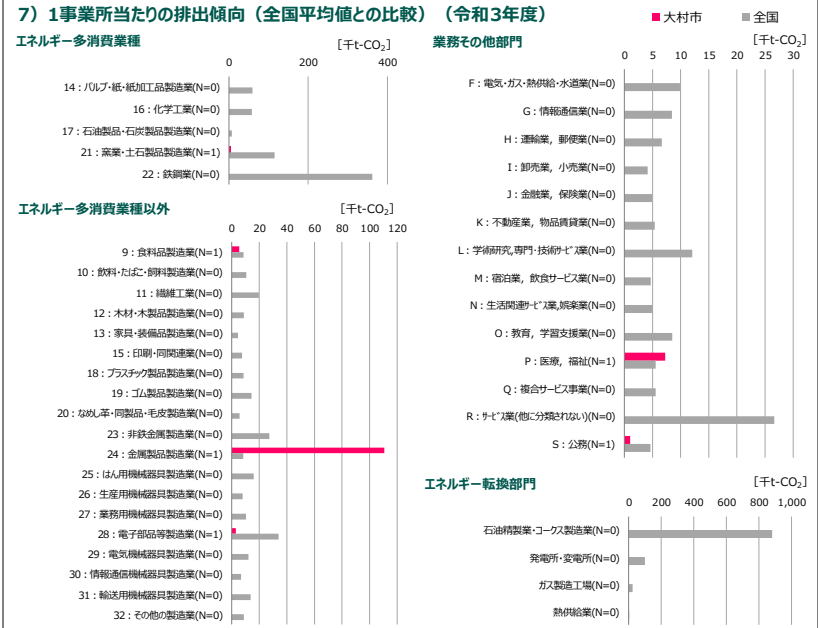 7）1事業所当たりの排出傾向（全国平均値との比較）（令和3年度）
■大村市 ■全国
エネルギー多消費業種
[千t-CO₂]
0 200 400
14：パルプ・紙・紙加工品製造業(N=0)
16：化学工業(N=0)
17：石油製品・石炭製品製造業(N=0)
21：窯業・土石製品製造業(N=1)
22：鉄鋼業(N=0)
エネルギー多消費業種以外
[千t-CO₂]
0 20 40 60 80 100 120
9：食料品製造業(N=1)
10：飲料・たばこ・飼料製造業(N=0)
11：繊維工業(N=0)
12：木材・木製品製造業(N=0)
13：家具・装備品製造業(N=0)
15：印刷・同関連業(N=0)
18：プラスチック製品製造業(N=0)
19：ゴム製品製造業(N=0)
20：なめし革・同製品・毛皮製造業(N=0)
23：非鉄金属製造業(N=0)
24：金属製品製造業(N=1)
25：はん用機械器具製造業(N=0)
26：生産用機械器具製造業(N=0)
27：業務用機械器具製造業(N=0)
28：電子部品等製造業(N=1)
29：電気機械器具製造業(N=0)
30：情報通信機械器具製造業(N=0)
31：輸送用機械器具製造業(N=0)
32：その他の製造業(N=0)
業務その他部門
[千t-CO₂]
0 5 10 15 20 25 30
F：電気・ガス・熱供給・水道業(N=0)
G：情報通信業(N=0)
H：運輸業，郵便業(N=0)
I：卸売業，小売業(N=0)
J：金融業，保険業(N=0)
K：不動産業，物品賃貸業(N=0)
L：学術研究,専門・技術サービス業(N=0)
M：宿泊業，飲食サービス業(N=0)
N：生活関連サービス業,娯楽業(N=0)
O：教育，学習支援業(N=0)
P：医療，福祉(N=1)
Q：複合サービス事業(N=0)
R：サービス業(他に分類されない)(N=0)
S：公務(N=1)
エネルギー転換部門
[千t-CO₂]
0 200 400 600 800 1,000
石油精製業・コークス製造業(N=0)
発電所・変電所(N=0)
ガス製造工場(N=0)
熱供給業(N=0)